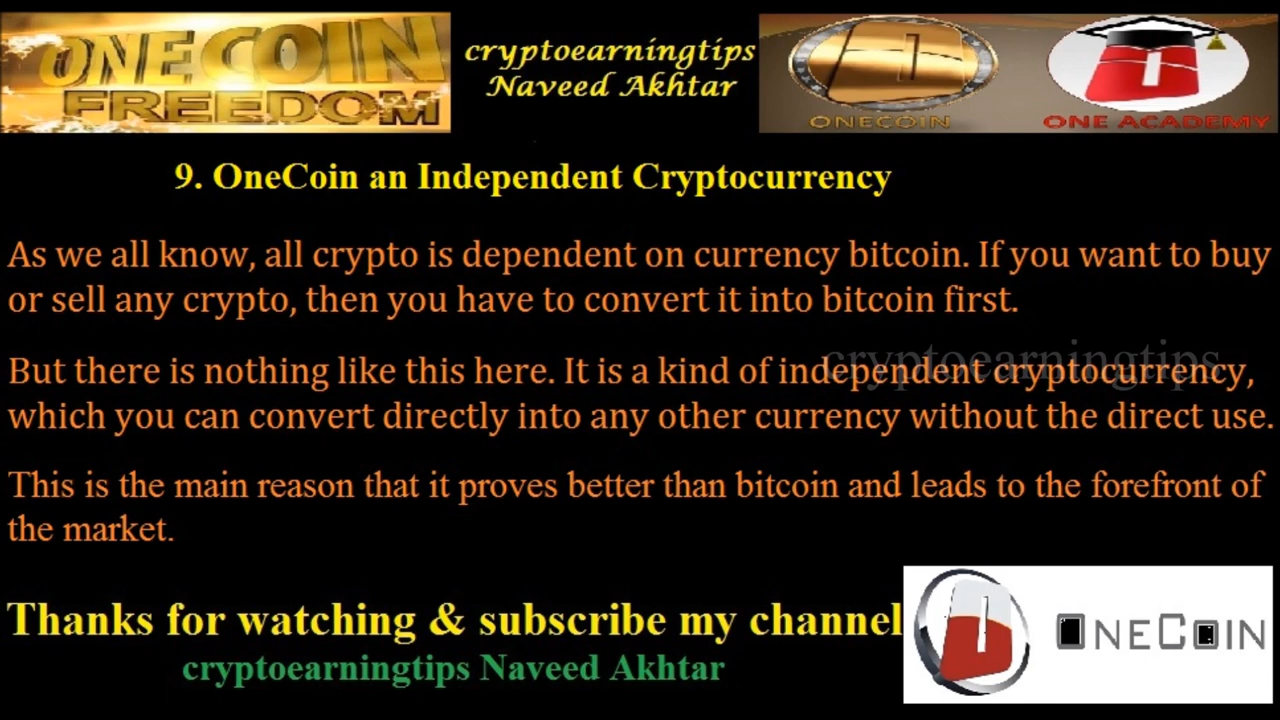 ONECOIN
FREEDOM
cryptoearningtips
Naveed Akhtar
ONECOIN
ONE ACADEMY
9. OneCoin an Independent Cryptocurrency
As we all know, all crypto is dependent on currency bitcoin. If you want to buy
or sell any crypto, then you have to convert it into bitcoin first.
cryptoearningtips
But there is nothing like this here. It is a kind of independent cryptocurrency,
which you can convert directly into any other currency without the direct use.
This is the main reason that it proves better than bitcoin and leads to the forefront of
the market.
Thanks for watching & subscribe my channel
cryptoearningtips Naveed Akhtar
ONECOIN